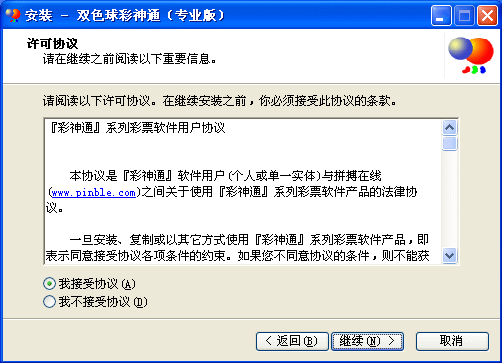 安装 - 双色球彩神通（专业版）
许可协议
请在继续之前阅读以下重要信息。
请阅读以下许可协议。在继续安装之前，你必须接受此协议的条款。
『彩神通』系列彩票软件用户协议
本协议是『彩神通』软件用户(个人或单一实体)与拼搏在线
(www.pinble.com)之间关于使用『彩神通』系列彩票软件产品的法律协
议。
一旦安装、复制或以其它方式使用『彩神通』系列彩票软件产品，即
表示同意接受协议各项条件的约束。如果您不同意协议的条件，则不能获
我接受协议(A)
我不接受协议(D)
< 返回(B)
继续(N) >
取消